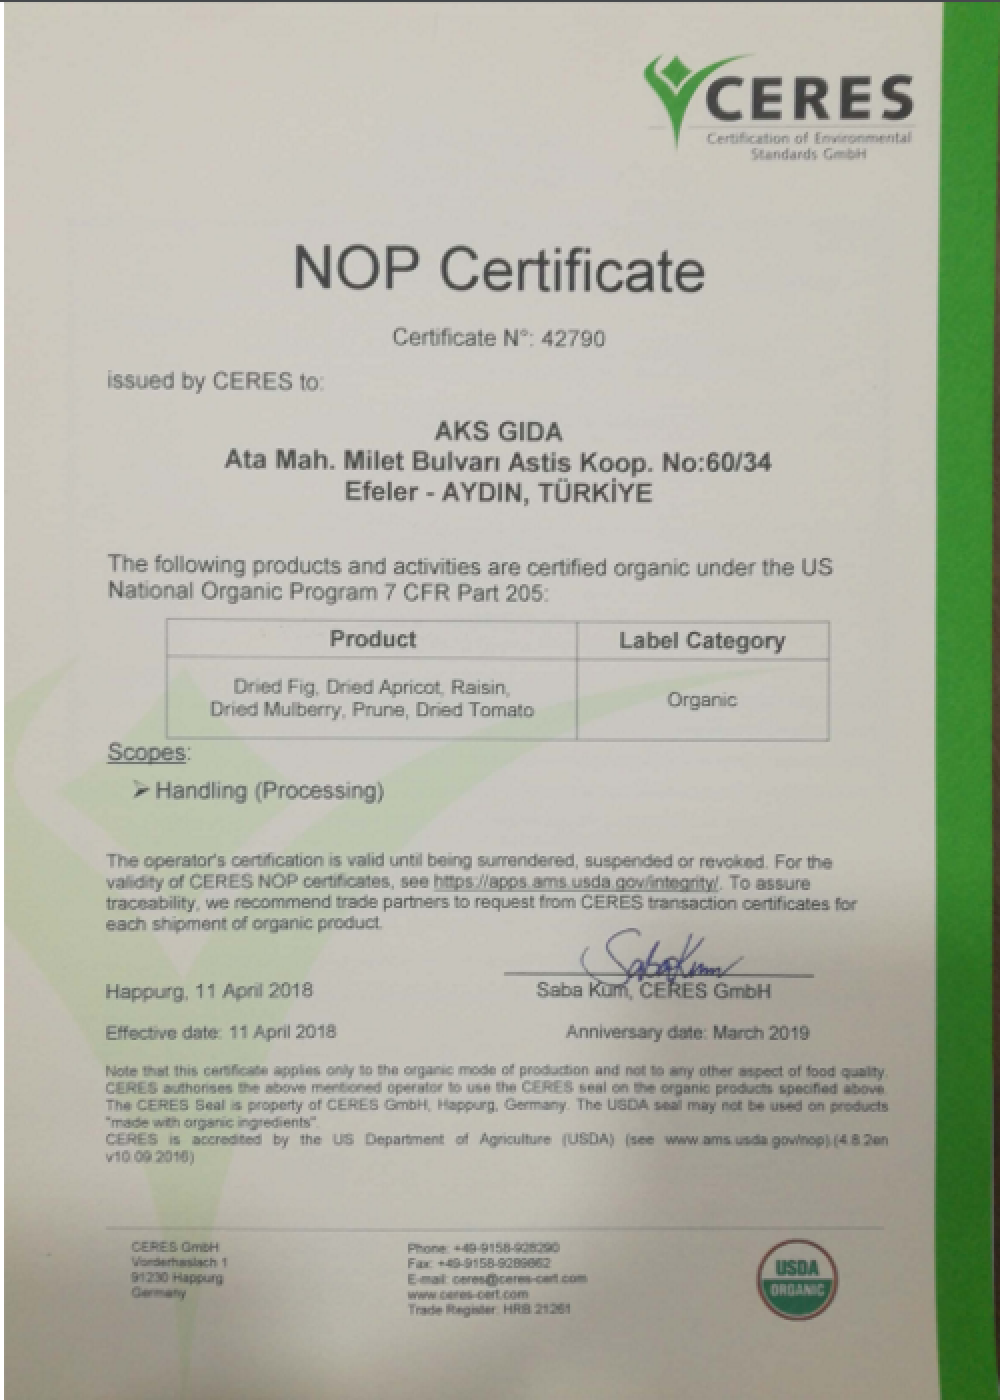 CERES
Certification of Environmental
Standards GmbH
NOP Certificate
Certificate N°: 42790
issued by CERES to:
AKS GIDA
Ata Mah. Milet Bulvarı Astis Koop. No:60/34
Efeler - AYDIN, TÜRKİYE
The following products and activities are certified organic under the US
National Organic Program 7 CFR Part 205:
Product Label Category
Dried Fig, Dried Apricot, Raisin,
Dried Mulberry, Prune, Dried Tomato
Organic
Scopes:
➢ Handling (Processing)
The operator's certification is valid until being surrendered, suspended or revoked. For the
validity of CERES NOP certificates, see https://apps.ams.usda.gov/integrity/. To assure
traceability, we recommend trade partners to request from CERES transaction certificates for
each shipment of organic product.
Saba Kum
Happurg, 11 April 2018 Saba Kum, CERES GmbH
Effective date: 11 April 2018 Anniversary date: March 2019
Note that this certificate applies only to the organic mode of production and not to any other aspect of food quality.
CERES authorises the above mentioned operator to use the CERES seal on the organic products specified above.
The CERES Seal is property of CERES GmbH, Happurg, Germany. The USDA seal may not be used on products
"made with organic ingredients".
CERES is accredited by the US Department of Agriculture (USDA) (see www.ams.usda.gov/nop).(4.8.2en
v10.09.2016)
CERES GmbH
Vorderhaslach 1
91230 Happurg
Germany
Phone: +49-9158-928290
Fax: +49-9158-9289862
E-mail: ceres@ceres-cert.com
www.ceres-cert.com
Trade Register: HRB 21261
USDA
ORGANIC